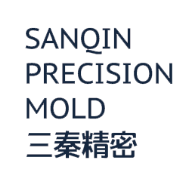 SANQIN
PRECISION
MOLD
三秦精密